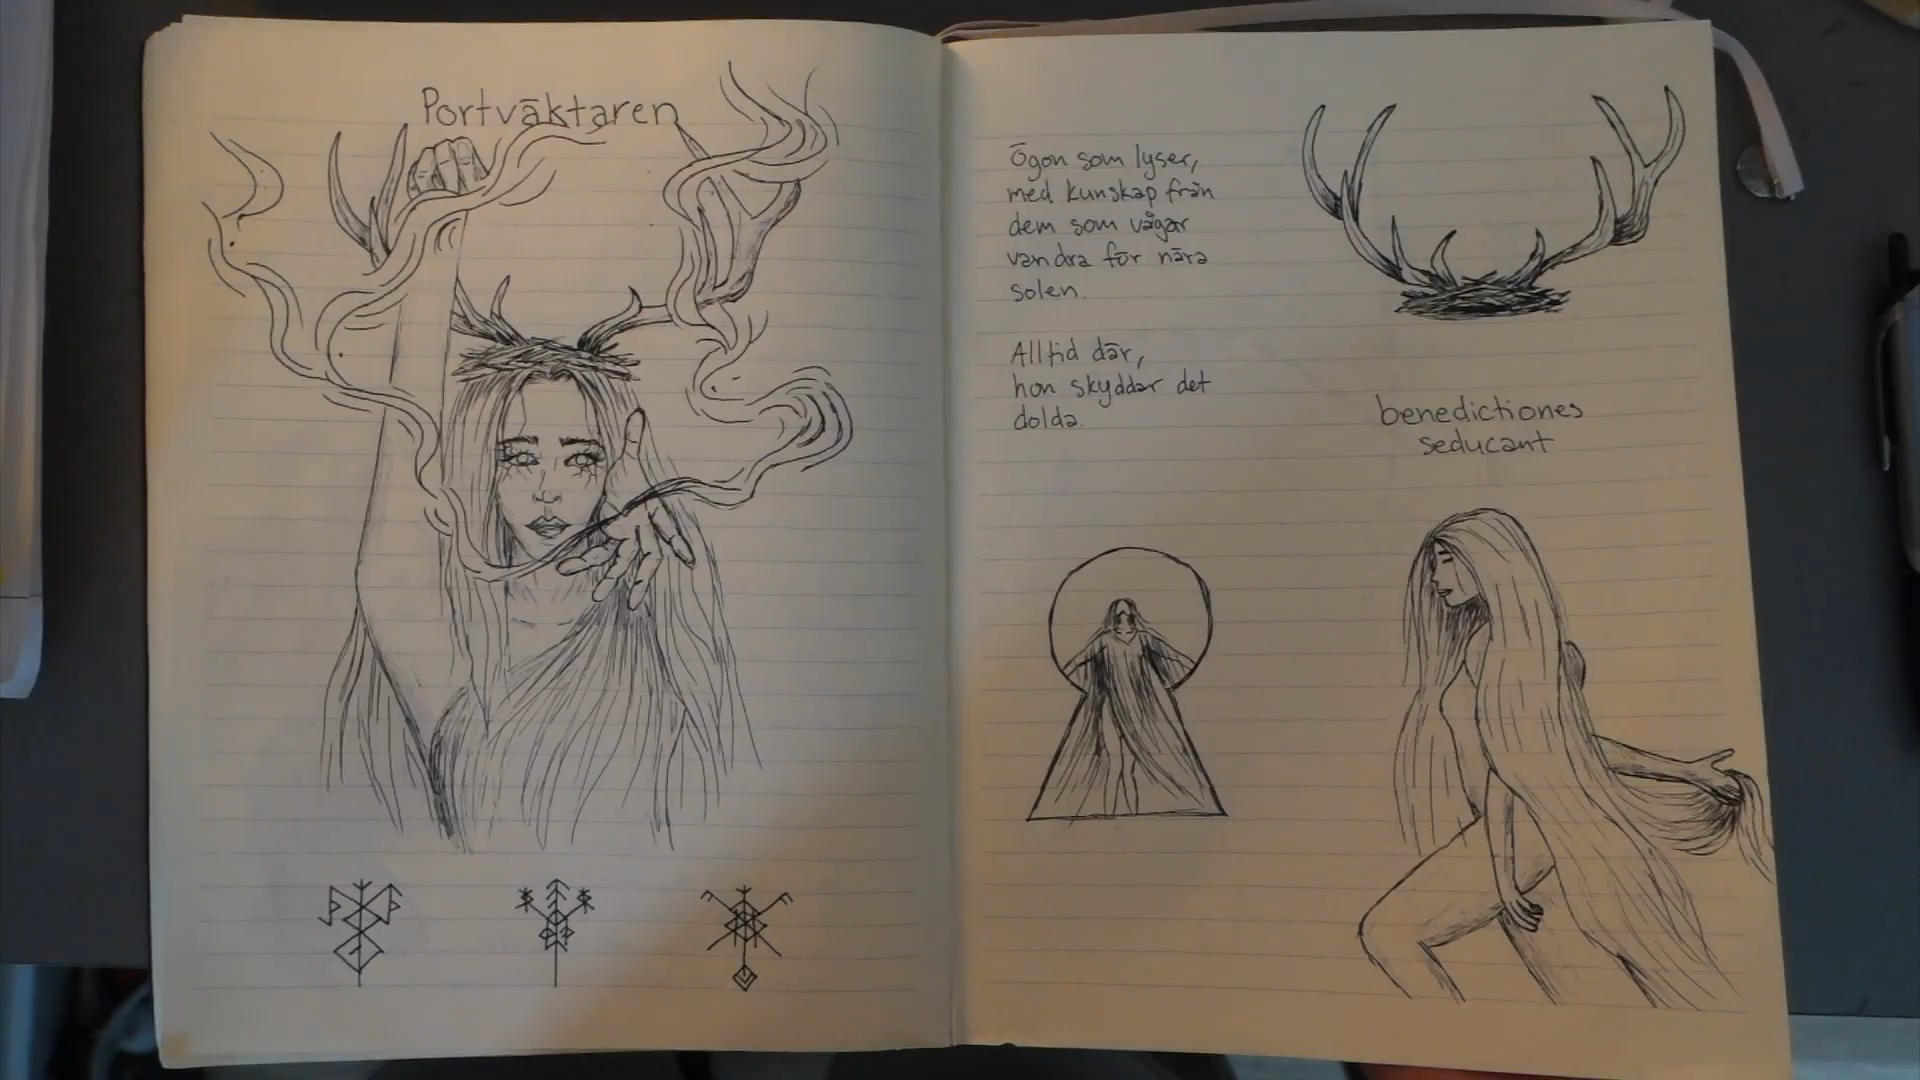 Portväktaren
Ögon som lyser,
med kunskap från
dem som vågar
vandra för nära
solen.
Alltid där,
hon skyddar det
dolda.
benedictiones
seducant